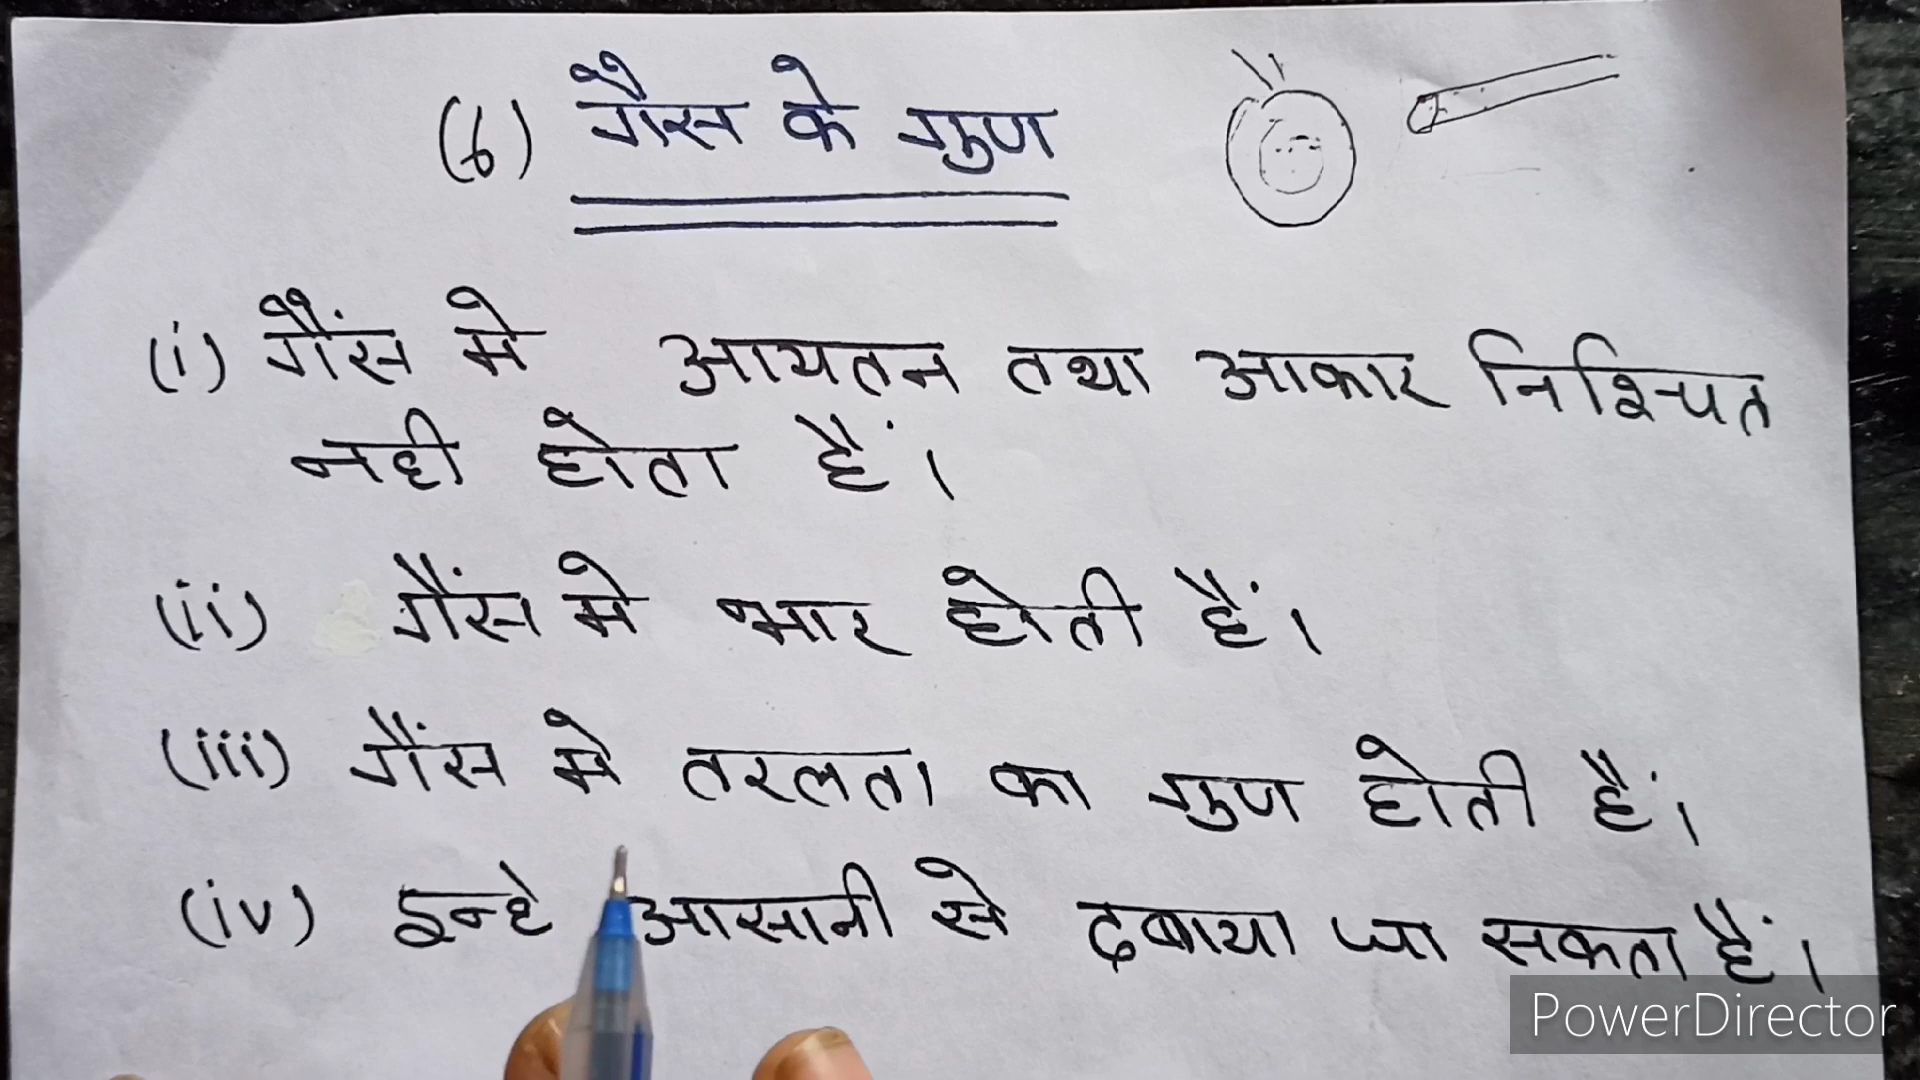 (6) गैस के गुण
(i) गैंस मे आयतन तथा आकार निश्चित
नही होता हैं।
(ii) गैंस मे भार होती हैं।
(iii) गैंस मे तरलता का गुण होती हैं।
(iv) इन्हे आसानी से दबाया जा सकता हैं।
PowerDirector